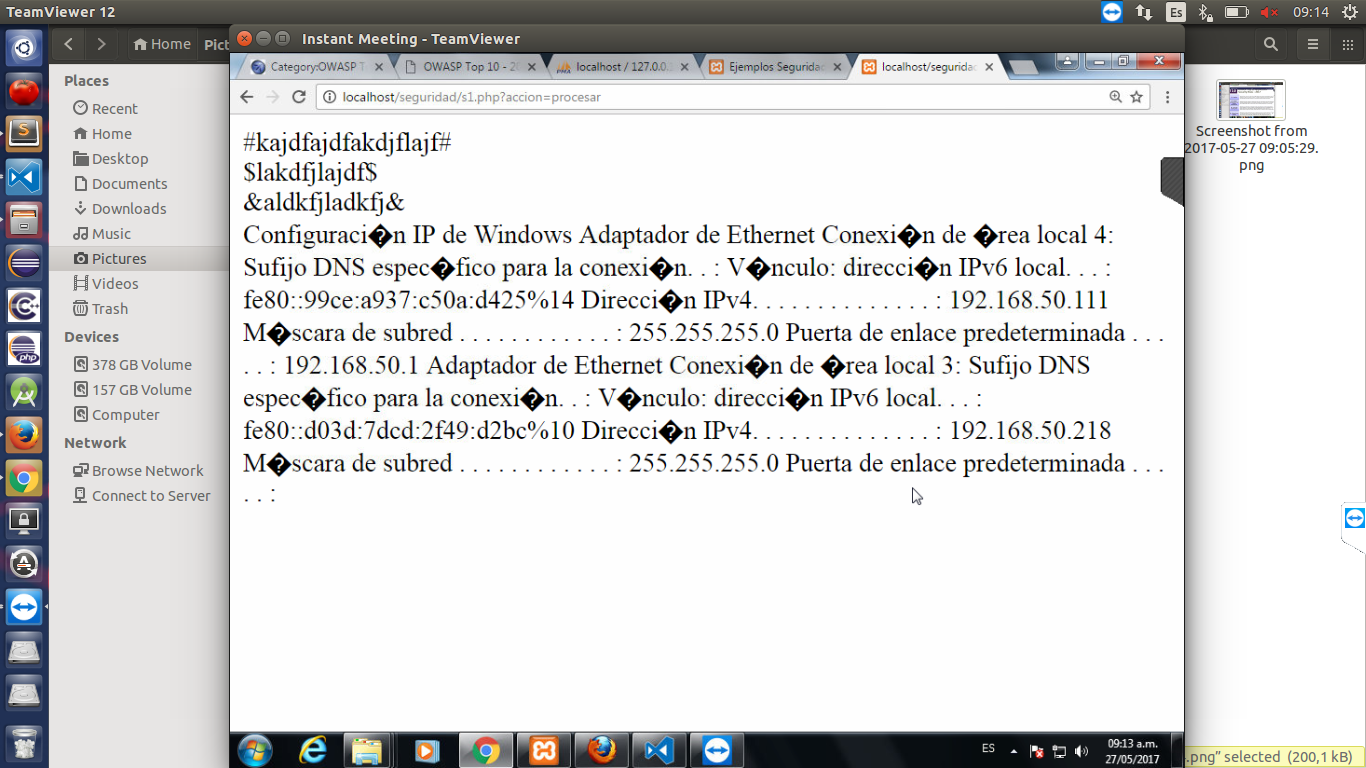 TeamViewer 12
Es
09:14
Home
Pict
Instant Meeting - TeamViewer
Category:OWASP T
OWASP Top 10 - 20
localhost / 127.0.0.
Ejemplos Seguridad
localhost/seguridad
localhost/seguridad/s1.php?accion=procesar
Places
Recent
Home
Desktop
Documents
Downloads
Music
Pictures
Videos
Trash
Devices
378 GB Volume
157 GB Volume
Computer
Network
Browse Network
Connect to Server
#kajdfajdfakdjflajf#
$lakdfjlajdf$
&aldkfjladkfj&
Configuraci�n IP de Windows Adaptador de Ethernet Conexi�n de �rea local 4:
Sufijo DNS espec�fico para la conexi�n. . : V�nculo: direcci�n IPv6 local. . . :
fe80::99ce:a937:c50a:d425%14 Direcci�n IPv4. . . . . . . . . . . . . . : 192.168.50.111
M�scara de subred . . . . . . . . . . . . : 255.255.255.0 Puerta de enlace predeterminada . . .
. . : 192.168.50.1 Adaptador de Ethernet Conexi�n de �rea local 3: Sufijo DNS
espec�fico para la conexi�n. . : V�nculo: direcci�n IPv6 local. . . :
fe80::d03d:7dcd:2f49:d2bc%10 Direcci�n IPv4. . . . . . . . . . . . . . : 192.168.50.218
M�scara de subred . . . . . . . . . . . . : 255.255.255.0 Puerta de enlace predeterminada . . .
. . :
Screenshot from
2017-05-27 09:05:29.
png
php
ES
09:13 a.m.
27/05/2017
.png" selected (200,1 kB)